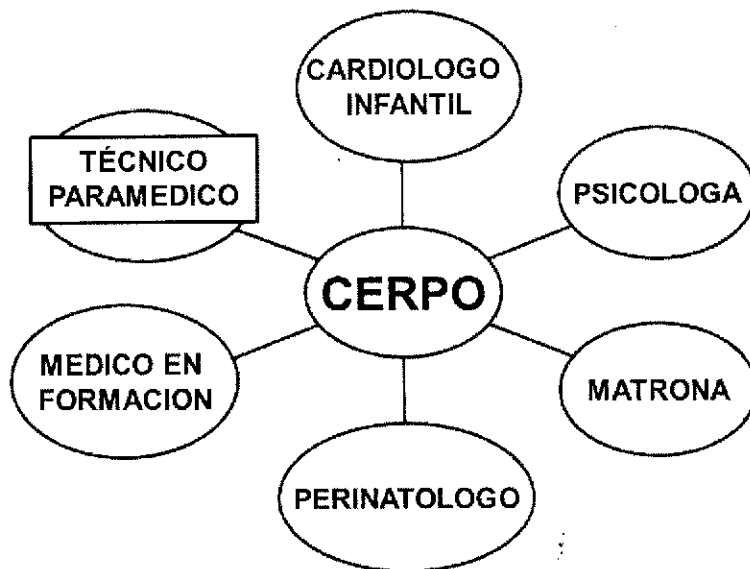 CARDIOLOGO
INFANTIL
TÉCNICO
PARAMEDICO
PSICOLOGA
CERPO
MEDICO EN
FORMACION
MATRONA
PERINATOLOGO